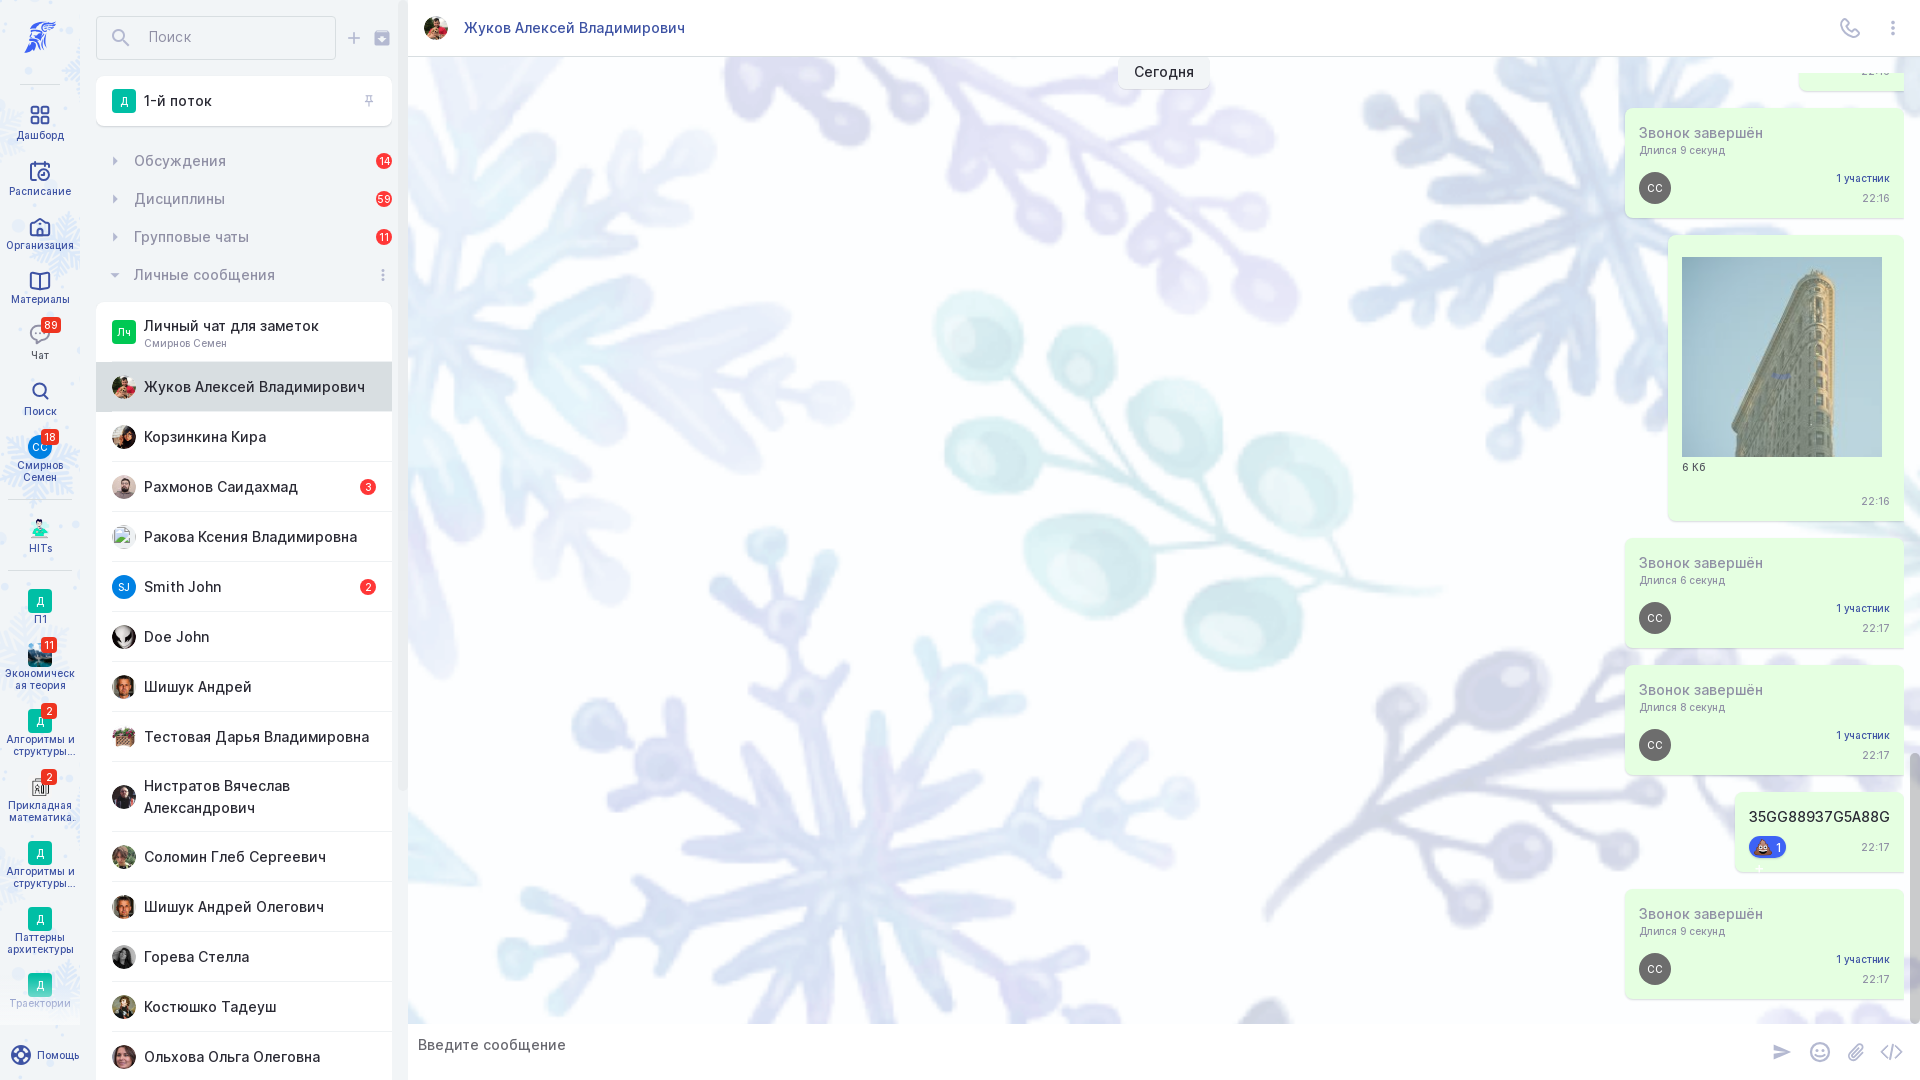 Поиск
Д
1-й поток
Обсуждения
14
Дисциплины
59
Групповые чаты
11
Личные сообщения
Лч
Личный чат для заметок
Смирнов Семен
Жуков Алексей Владимирович
Корзинкина Кира
Рахмонов Саидахмад
3
Ракова Ксения Владимировна
SJ
Smith John
2
Doe John
Шишук Андрей
Тестовая Дарья Владимировна
Нистратов Вячеслав
Александрович
Соломин Глеб Сергеевич
Шишук Андрей Олегович
Горева Стелла
Костюшко Тадеуш
Ольхова Ольга Олеговна
Дашборд
Расписание
Организация
Материалы
89
Чат
Поиск
18
СС
Смирнов
Семен
HITs
Д
П1
11
Экономическ
ая теория
2
Д
Алгоритмы и
структуры...
2
Прикладная
математика.
Д
Алгоритмы и
структуры...
Д
Паттерны
архитектуры
Д
Траектории
Помощь
Жуков Алексей Владимирович
Сегодня
Звонок завершён
Длился 9 секунд
СС
1 участник
22:16
6 Кб
22:16
Звонок завершён
Длился 6 секунд
СС
1 участник
22:17
Звонок завершён
Длился 8 секунд
СС
1 участник
22:17
35GG88937G5A88G
💩 1
22:17
Звонок завершён
Длился 9 секунд
СС
1 участник
22:17
Введите сообщение